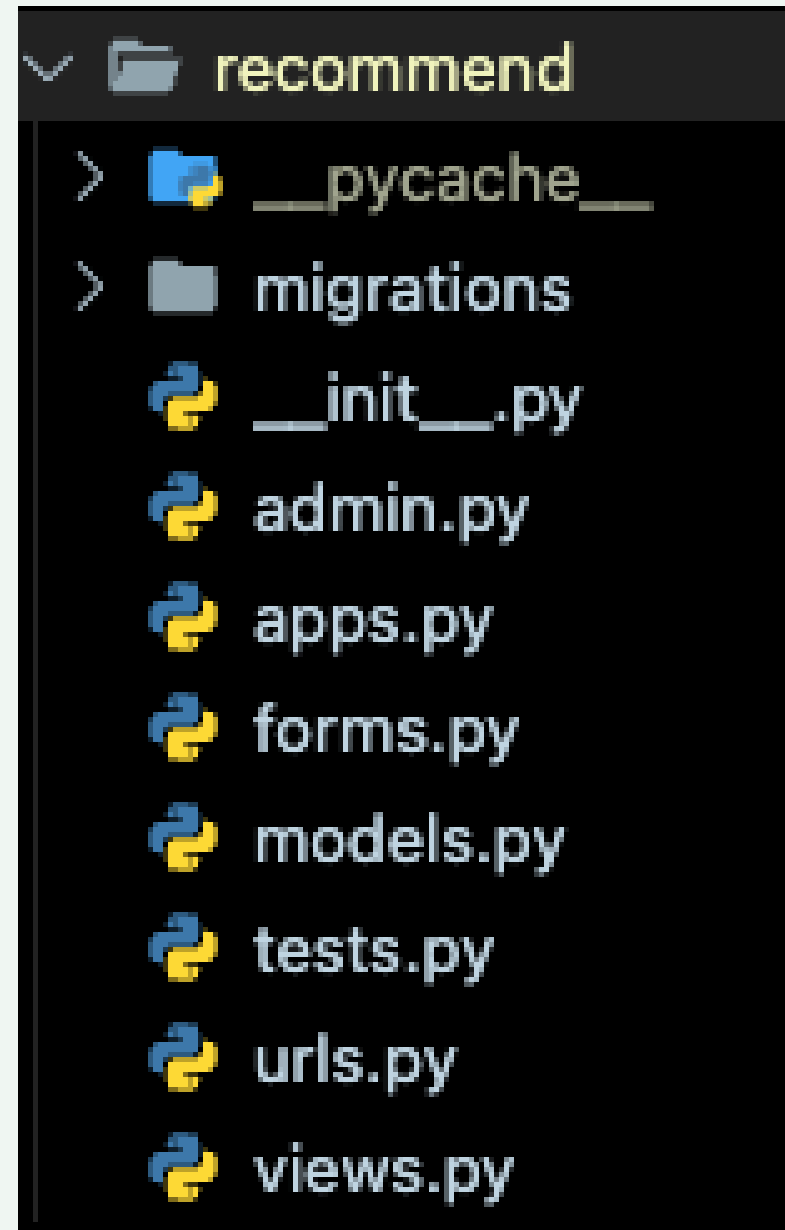 recommend
__pycache__
migrations
__init__.py
admin.py
apps.py
forms.py
models.py
tests.py
urls.py
views.py